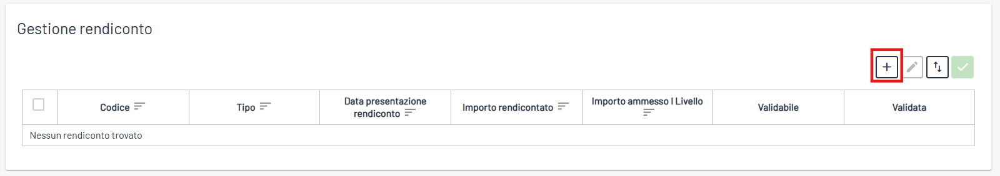 Gestione rendiconto
Codice
Tipo
Data presentazione
rendiconto
Importo rendicontato
Importo ammesso I Livello
Validabile
Validata
Nessun rendiconto trovato